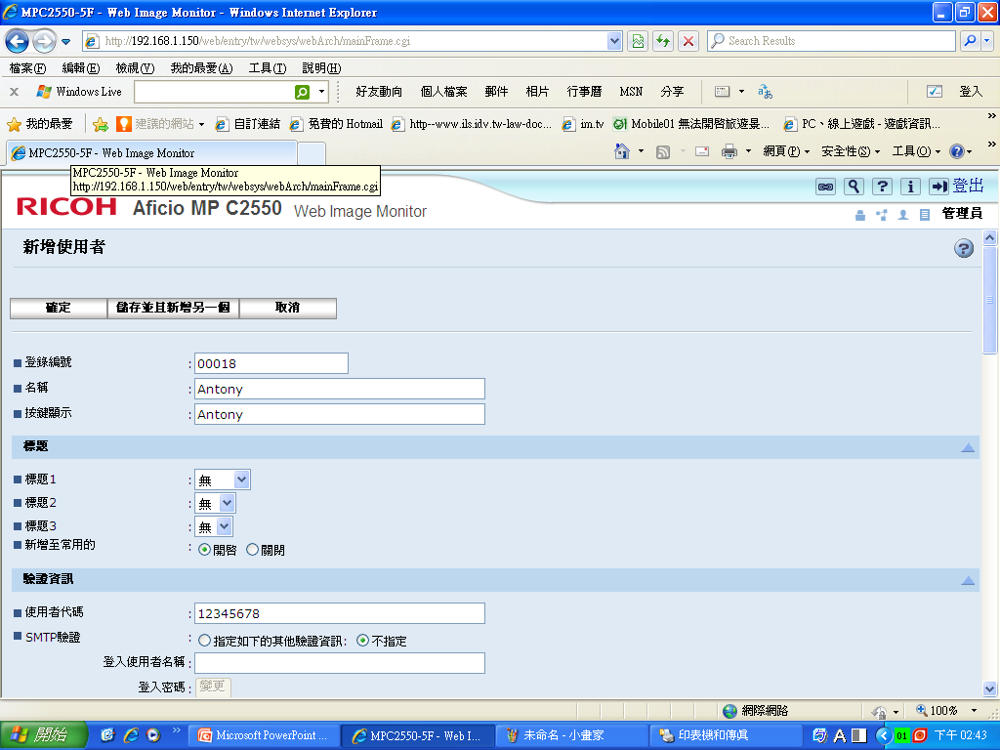 MPC2550-5F - Web Image Monitor - Windows Internet Explorer
http://192.168.1.150/web/entry/tw/websys/webArch/mainFrame.cgi
Search Results
檔案(F) 編輯(E) 檢視(V) 我的最愛(A) 工具(T) 說明(H)
x Windows Live 好友動向 個人檔案 郵件 相片 行事曆 MSN 分享 登入
我的最愛 建議的網站 自訂連結 免費的 Hotmail http--www.ils.idv.tw-law-doc... im.tv Mobile01 無法開啓旅遊景... PC、線上遊戲 - 遊戲資訊...
MPC2550-5F - Web Image Monitor
網頁(P) 安全性(S) 工具(O)
MPC2550-5F - Web Image Monitor
http://192.168.1.150/web/entry/tw/websys/webArch/mainFrame.cgi
登出
RICOH Aficio MP C2550 Web Image Monitor
管理員
新增使用者
確定 儲存並且新增另一個 取消
登錄編號 : 00018
名稱 : Antony
按鍵顯示 : Antony
標題
標題1 : 無
標題2 : 無
標題3 : 無
新增至常用的 : 開啓 關閉
驗證資訊
使用者代碼 : 12345678
SMTP驗證 : 指定如下的其他驗證資訊: 不指定
登入使用者名稱 :
登入密碼 : 變更
網際網路 100%
開始 Microsoft PowerPoint ... MPC2550-5F - Web I... 未命名 - 小畫家 印表機和傳真 01 下午 02:43